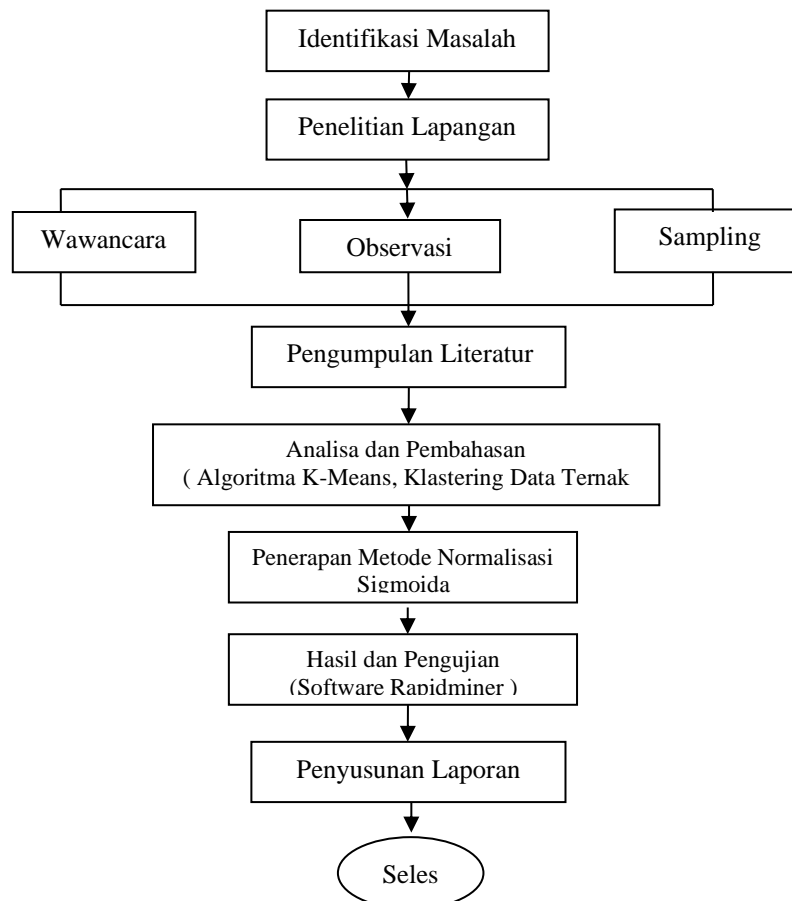 Identifikasi Masalah
Penelitian Lapangan
Wawancara
Observasi
Sampling
Pengumpulan Literatur
Analisa dan Pembahasan
( Algoritma K-Means, Klastering Data Ternak
Penerapan Metode Normalisasi
Sigmoida
Hasil dan Pengujian
(Software Rapidminer )
Penyusunan Laporan
Seles